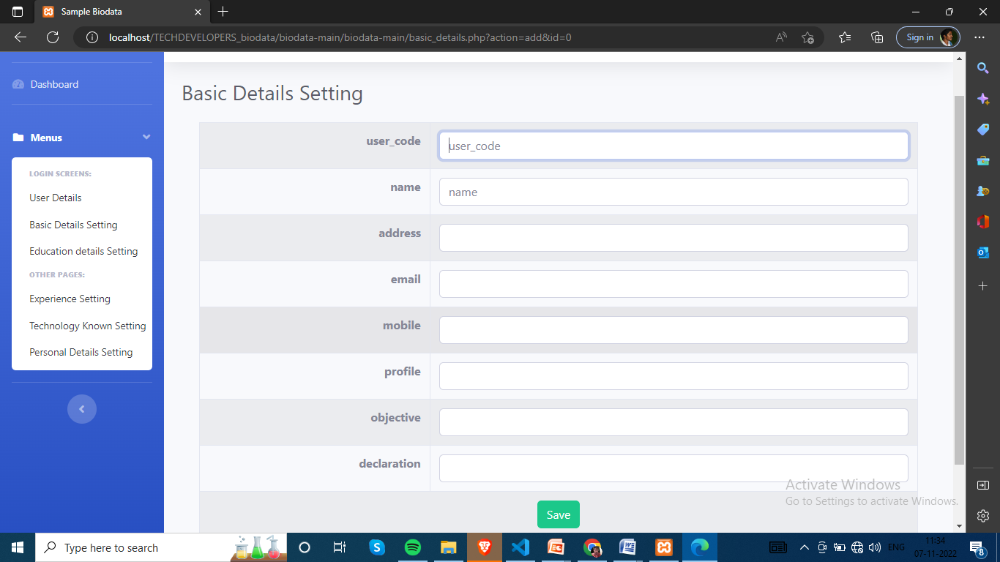 Sample Biodata
localhost/TECHDEVELOPERS_biodata/biodata-main/biodata-main/basic_details.php?action=add&id=0
Sign in
Dashboard
Menus
LOGIN SCREENS:
User Details
Basic Details Setting
Education details Setting
OTHER PAGES:
Experience Setting
Technology Known Setting
Personal Details Setting
Basic Details Setting
user_code user_code
name name
address
email
mobile
profile
objective
declaration
Save
Activate Windows
Go to Settings to activate Windows.
Type here to search
ENG
11:34
07-11-2022
8